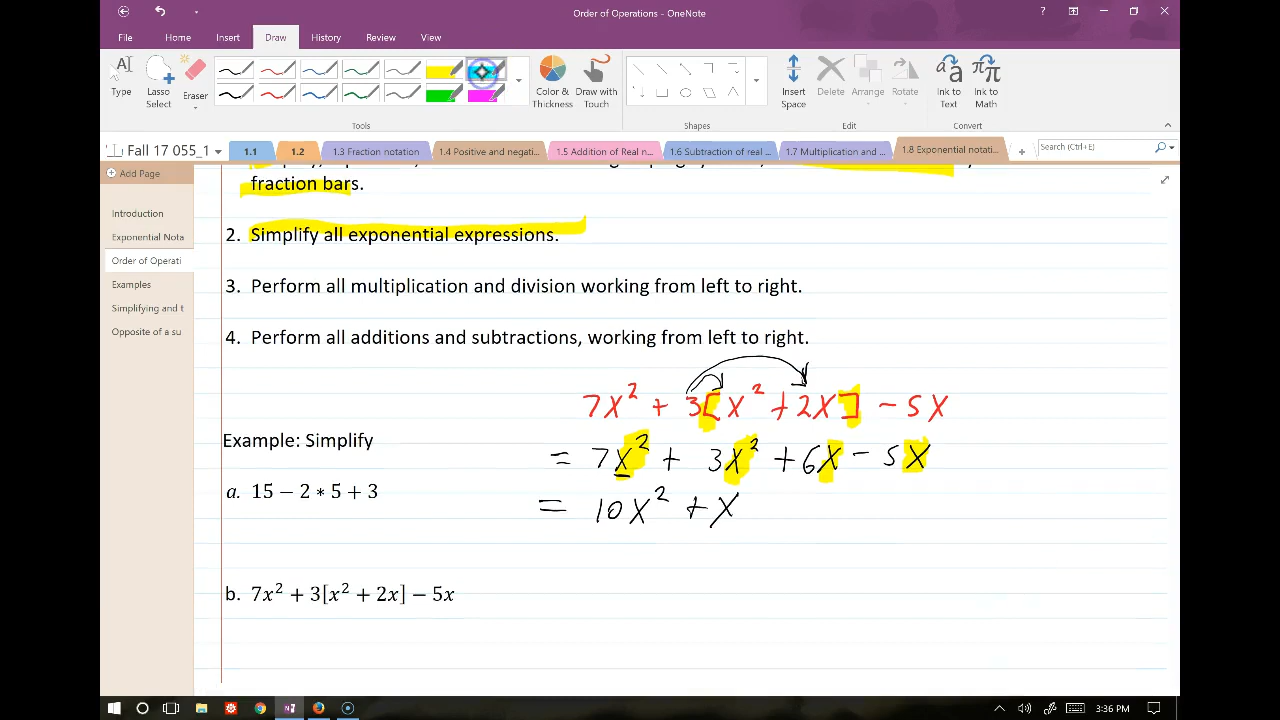 Order of Operations - OneNote
File Home Insert Draw History Review View
Type
Lasso Select
Eraser
Color & Thickness
Draw with Touch
Insert Space
Delete
Arrange
Rotate
Ink to Text
Ink to Math
Tools
Shapes
Edit
Convert
Fall 17 055_1 1.1 1.2 1.3 Fraction notation 1.4 Positive and negati... 1.5 Addition of Real n... 1.6 Subtraction of real ... 1.7 Multiplication and ... 1.8 Exponential notati... Search (Ctrl+E)
Add Page
Introduction
Exponential Nota
Order of Operati
Examples
Simplifying and t
Opposite of a su
fraction bars.
2. Simplify all exponential expressions.
3. Perform all multiplication and division working from left to right.
4. Perform all additions and subtractions, working from left to right.
7X² + 3[X² + 2X] - 5X
Example: Simplify
= 7x² + 3X² + 6X - 5X
a. 15 − 2 * 5 + 3
= 10X² + X
b. 7x² + 3[x² + 2x] − 5x
3:36 PM